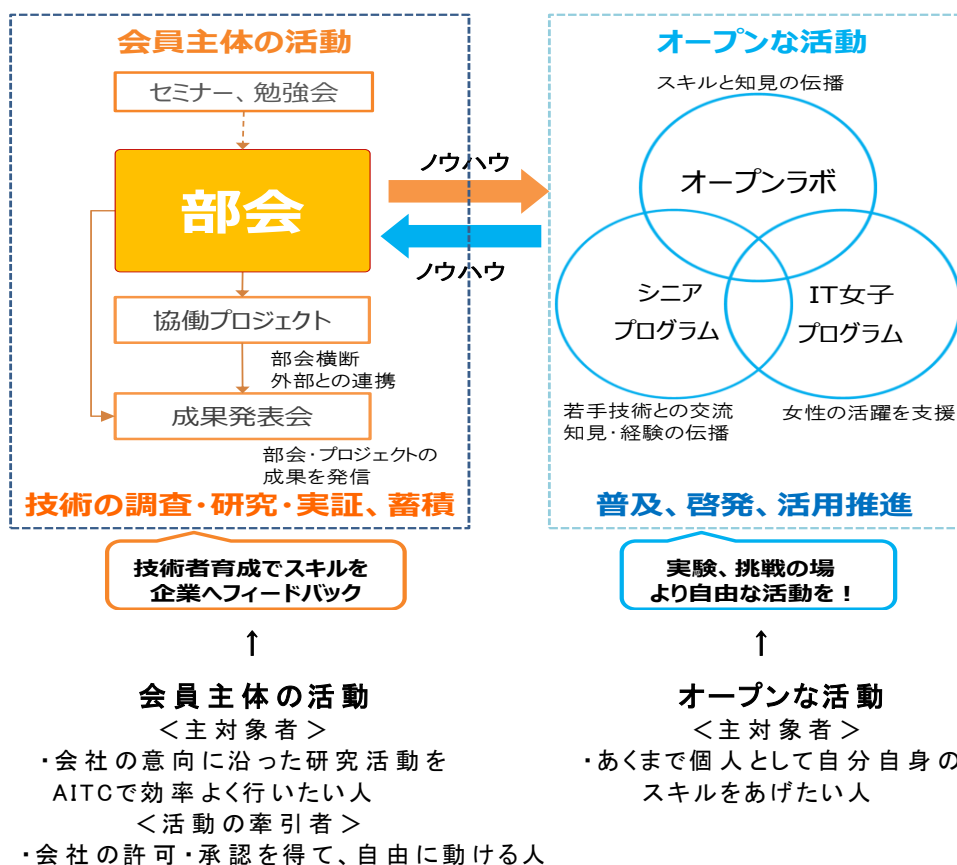 会員主体の活動
セミナー、勉強会
部会
協働プロジェクト
部会横断
外部との連携
成果発表会
部会・プロジェクトの
成果を発信
技術の調査・研究・実証、蓄積
技術者育成でスキルを
企業へフィードバック
ノウハウ
ノウハウ
オープンな活動
スキルと知見の伝播
オープンラボ
シニア
プログラム
IT女子
プログラム
若手技術との交流
知見・経験の伝播
女性の活躍を支援
普及、啓発、活用推進
実験、挑戦の場
より自由な活動を！
↑
会員主体の活動
＜主対象者＞
・会社の意向に沿った研究活動を
AITCで効率よく行いたい人
＜活動の牽引者＞
・会社の許可・承認を得て、自由に動ける人
↑
オープンな活動
＜主対象者＞
・あくまで個人として自分自身の
スキルをあげたい人